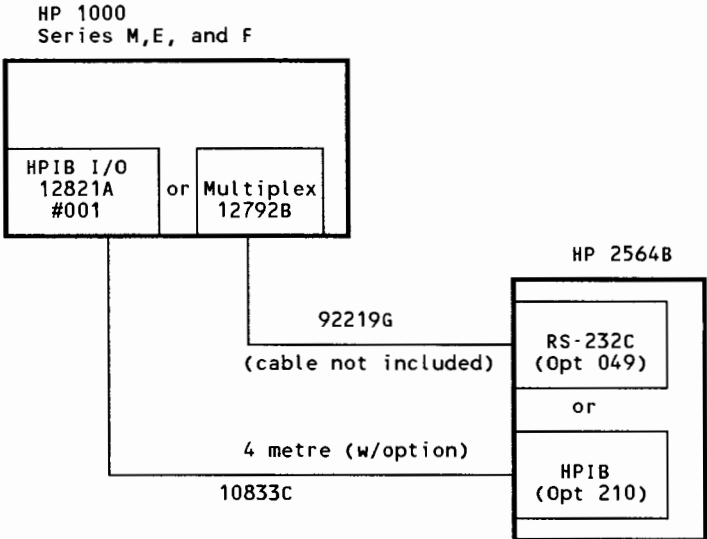 HP 1000
Series M,E, and F
HPIB I/O
12821A
#001
or
Multiplex
12792B
HP 2564B
92219G
(cable not included)
RS-232C
(Opt 049)
or
4 metre (w/option)
10833C
HPIB
(Opt 210)